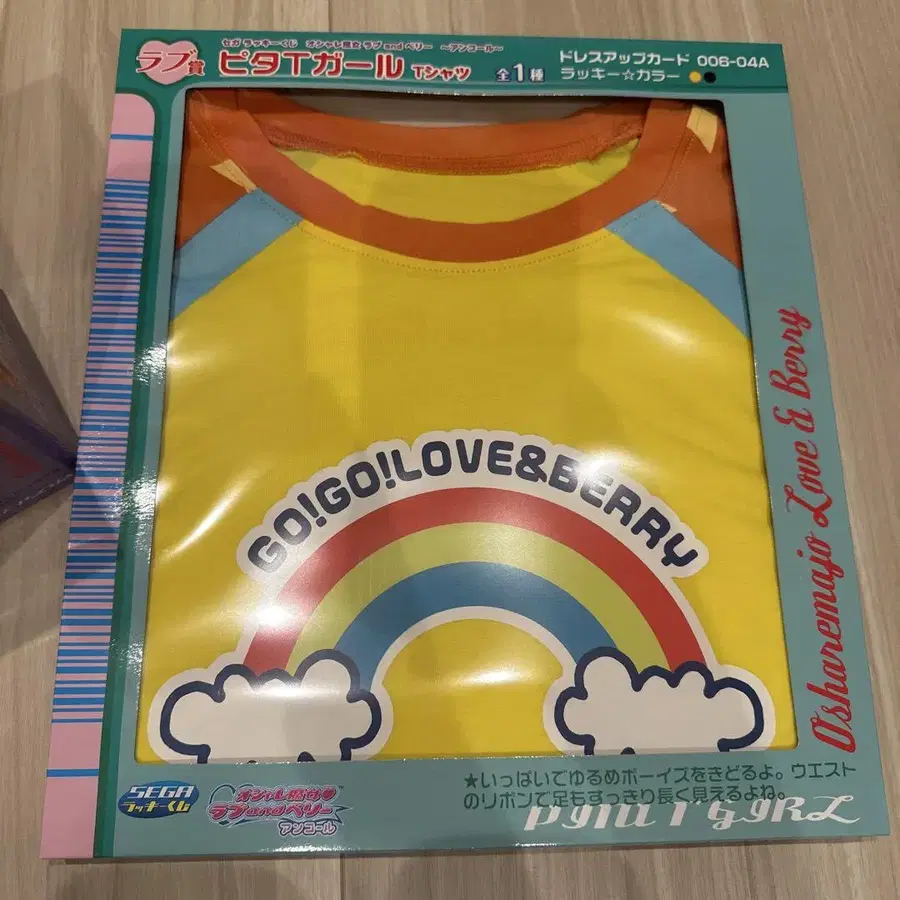 セガ ラッキーくじ オシャレ魔女 ラブ and ベリー ～アンコール～
ラブ賞
ピタTガール Tシャツ 全1種
ドレスアップカード 006-04A
ラッキー☆カラー
GO!GO!LOVE&BERRY
Osharemajo Love & Berry
★いっぱいでゆるめボーイズをきどるよ。ウエスト
のリボンで足もすっきり長く見えるよね。
GIRL
SEGA
ラッキーくじ
オシャレ魔女
ラブandベリー
アンコール